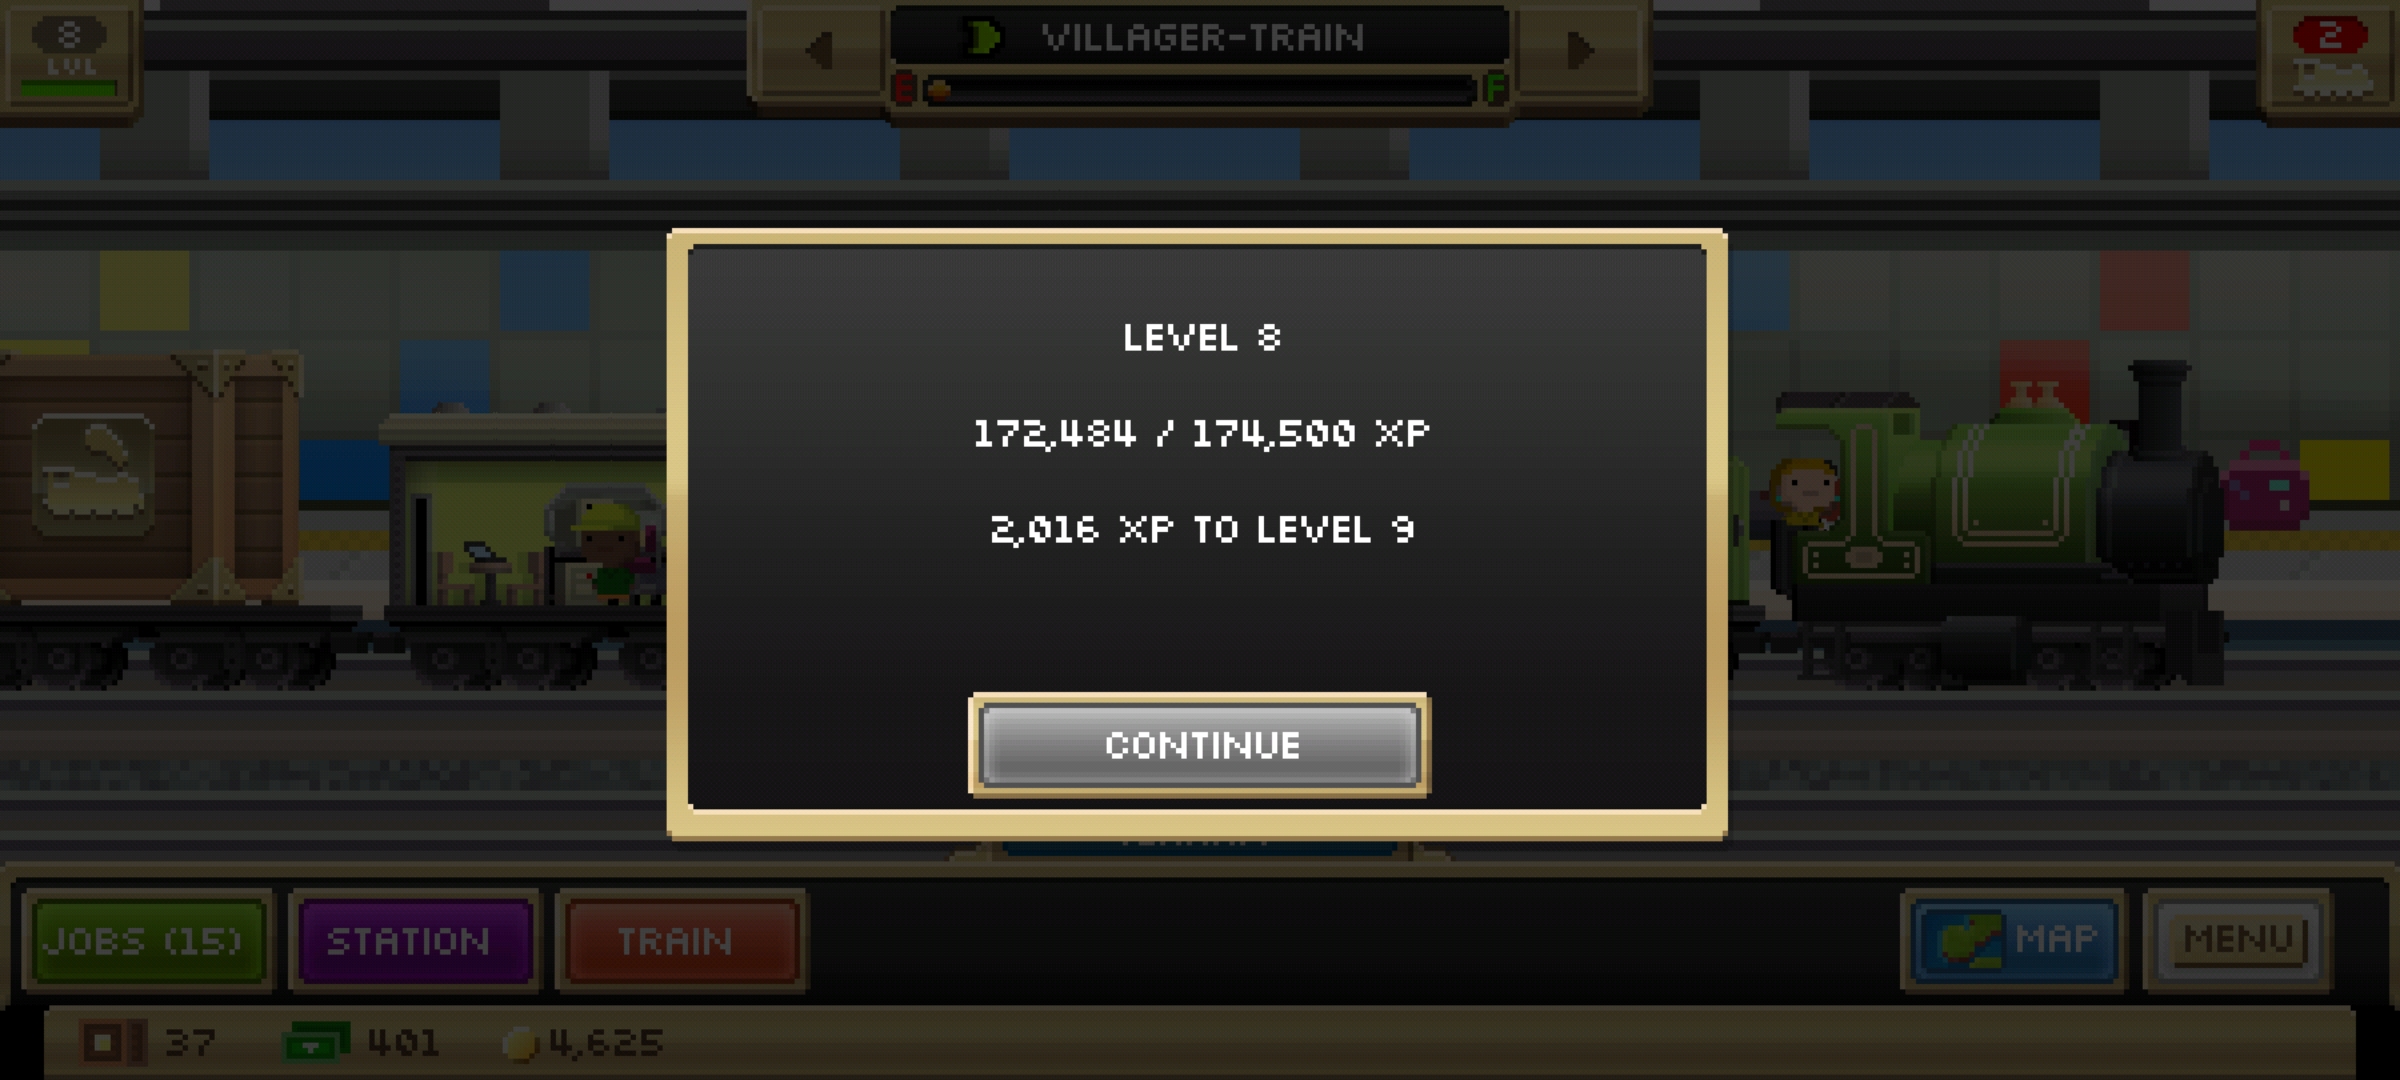 8
LVL
VILLAGER-TRAIN
E
F
2
LEVEL 8
172,484 / 174,500 XP
2,016 XP TO LEVEL 9
CONTINUE
JOBS (15)
STATION
TRAIN
MAP
MENU
37
401
4,625